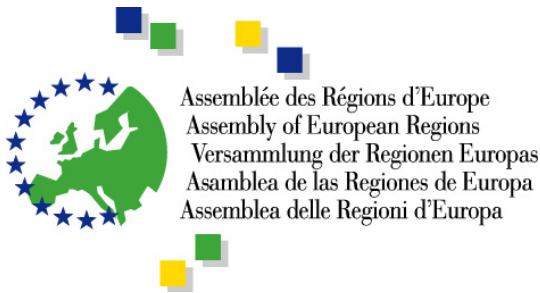 Assemblée des Régions d'Europe
Assembly of European Regions
Versammlung der Regionen Europas
Asamblea de las Regiones de Europa
Assemblea delle Regioni d'Europa